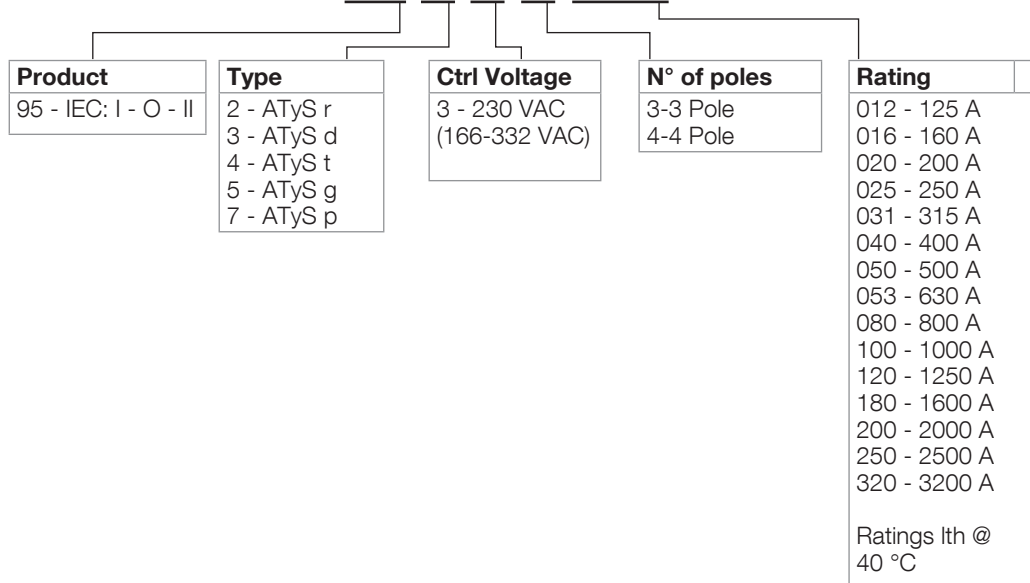 Product
95 - IEC: I - O - II
Type
2 - ATyS r
3 - ATyS d
4 - ATyS t
5 - ATyS g
7 - ATyS p
Ctrl Voltage
3 - 230 VAC
(166-332 VAC)
N° of poles
3-3 Pole
4-4 Pole
Rating
012 - 125 A
016 - 160 A
020 - 200 A
025 - 250 A
031 - 315 A
040 - 400 A
050 - 500 A
053 - 630 A
080 - 800 A
100 - 1000 A
120 - 1250 A
180 - 1600 A
200 - 2000 A
250 - 2500 A
320 - 3200 A
Ratings Ith @
40 °C